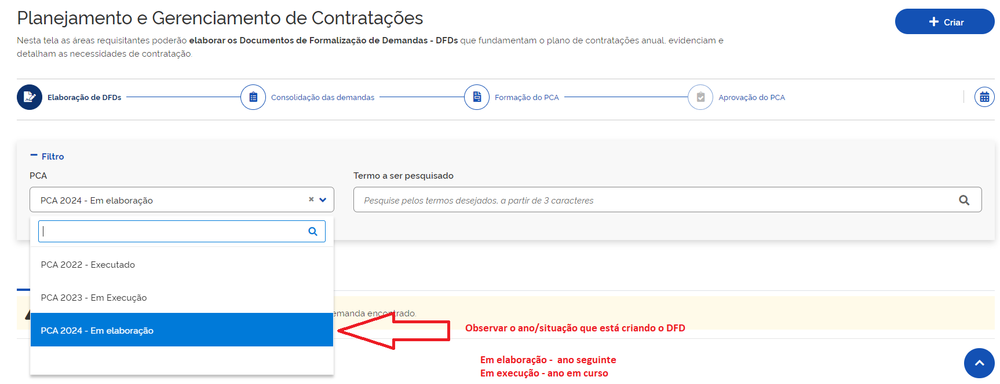 Planejamento e Gerenciamento de Contratações
+ Criar
Nesta tela as áreas requisitantes poderão elaborar os Documentos de Formalização de Demandas - DFDs que fundamentam o plano de contratações anual, evidenciam e
detalham as necessidades de contratação.
Elaboração de DFDs
Consolidação das demandas
Formação do PCA
Aprovação do PCA
Filtro
PCA
Termo a ser pesquisado
PCA 2024 - Em elaboração
Pesquise pelos termos desejados, a partir de 3 caracteres
PCA 2022 - Executado
PCA 2023 - Em Execução
emanda encontrado.
PCA 2024 - Em elaboração
Observar o ano/situação que está criando o DFD
Em elaboração - ano seguinte
Em execução - ano em curso